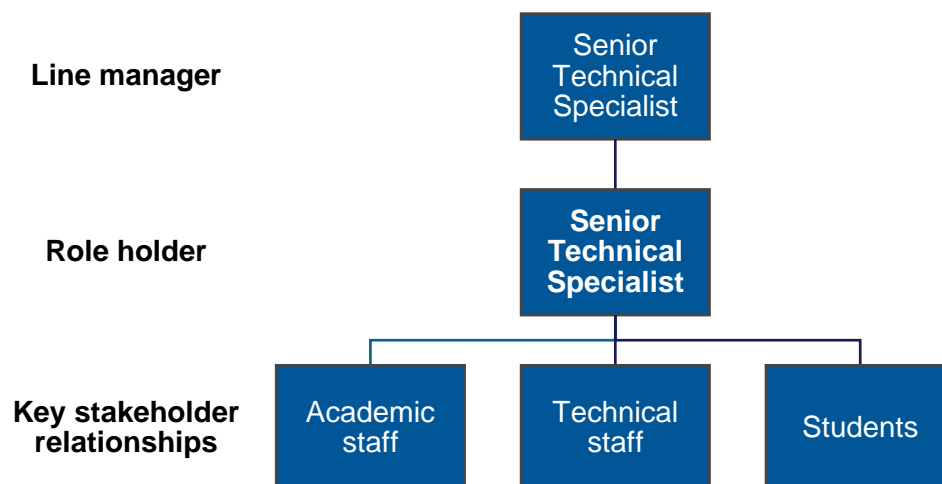 Line manager
Senior
Technical
Specialist
Role holder
Senior
Technical
Specialist
Key stakeholder
relationships
Academic
staff
Technical
staff
Students